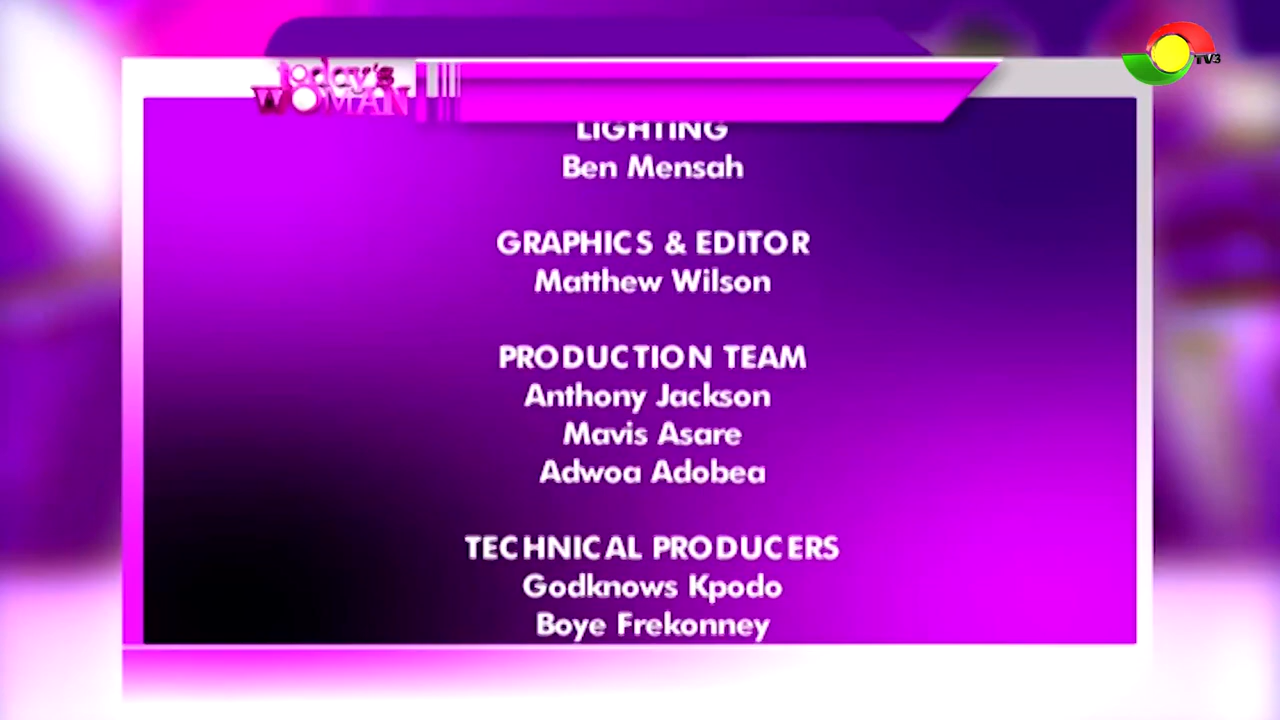 today's
WOMAN
TV3
LIGHTING
Ben Mensah
GRAPHICS & EDITOR
Matthew Wilson
PRODUCTION TEAM
Anthony Jackson
Mavis Asare
Adwoa Adobea
TECHNICAL PRODUCERS
Godknows Kpodo
Boye Frekonney